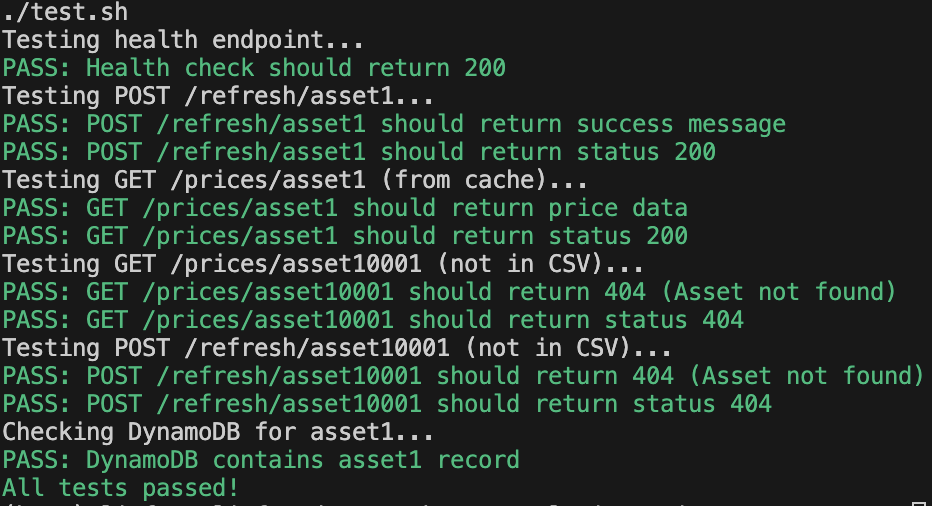 ./test.sh
Testing health endpoint...
PASS: Health check should return 200
Testing POST /refresh/asset1...
PASS: POST /refresh/asset1 should return success message
PASS: POST /refresh/asset1 should return status 200
Testing GET /prices/asset1 (from cache)...
PASS: GET /prices/asset1 should return price data
PASS: GET /prices/asset1 should return status 200
Testing GET /prices/asset10001 (not in CSV)...
PASS: GET /prices/asset10001 should return 404 (Asset not found)
PASS: GET /prices/asset10001 should return status 404
Testing POST /refresh/asset10001 (not in CSV)...
PASS: POST /refresh/asset10001 should return 404 (Asset not found)
PASS: POST /refresh/asset10001 should return status 404
Checking DynamoDB for asset1...
PASS: DynamoDB contains asset1 record
All tests passed!